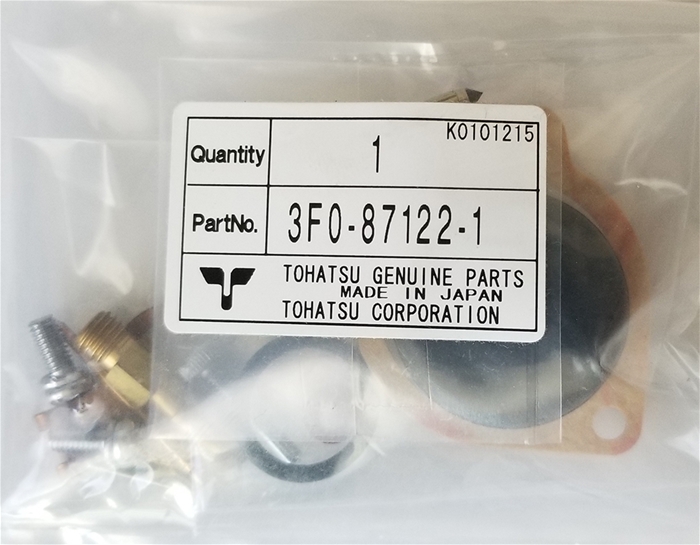 K0101215
Quantity 1
PartNo. 3F0-87122-1
TOHATSU GENUINE PARTS
MADE IN JAPAN
TOHATSU CORPORATION